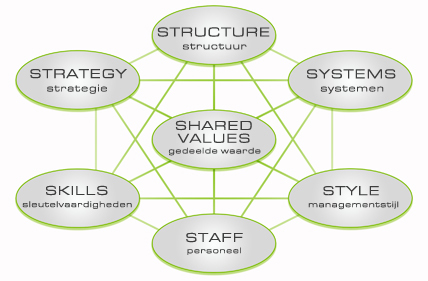 STRUCTURE
structuur
STRATEGY
strategie
SYSTEMS
systemen
SHARED
VALUES
gedeelde waarde
SKILLS
sleutelvaardigheden
STYLE
managementstijl
STAFF
personeel